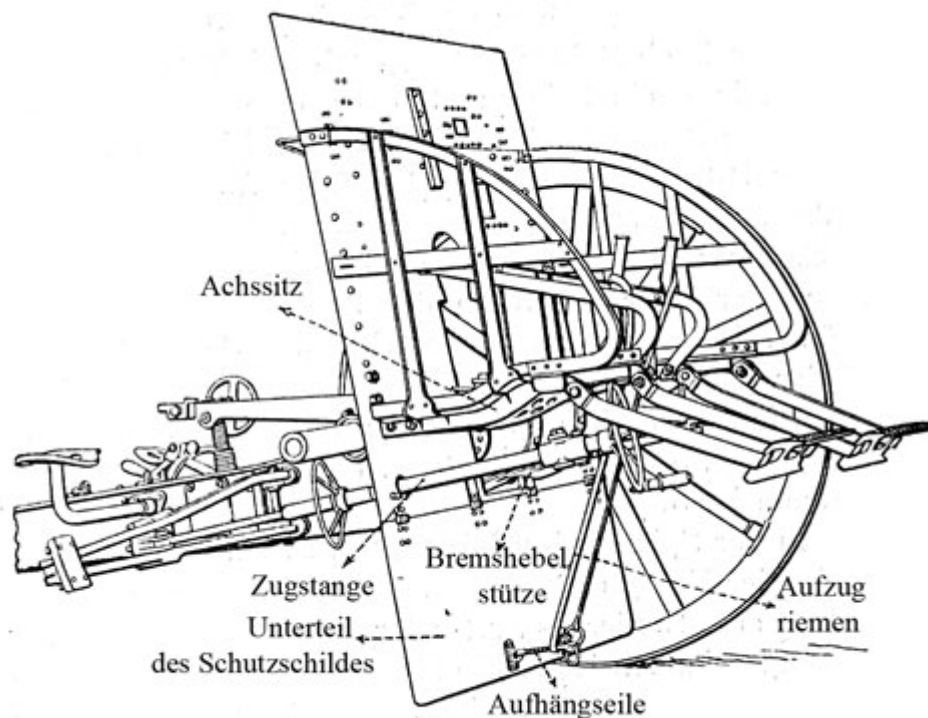 Achssitz
Zugstange
Bremshebel
stütze
Aufzug
riemen
Unterteil
des Schutzschildes
Aufhängseile